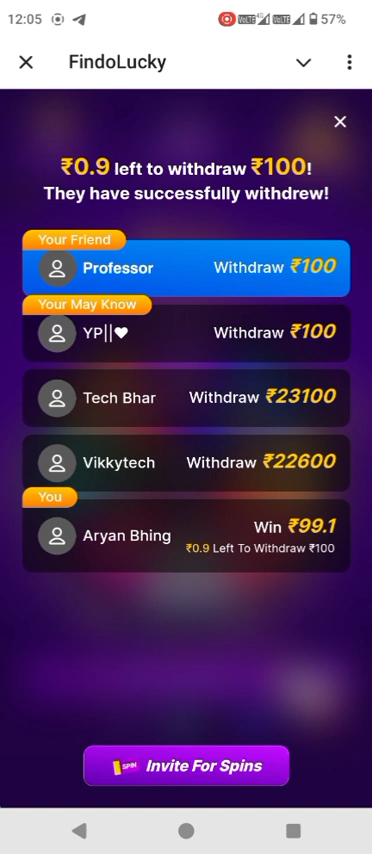 12:05 57%
FindoLucky
₹0.9 left to withdraw ₹100!
They have successfully withdrew!
Your Friend
Professor Withdraw ₹100
Your May Know
YP||♥ Withdraw ₹100
Tech Bhar Withdraw ₹23100
Vikkytech Withdraw ₹22600
You
Aryan Bhing Win ₹99.1
₹0.9 Left To Withdraw ₹100
SPIN Invite For Spins